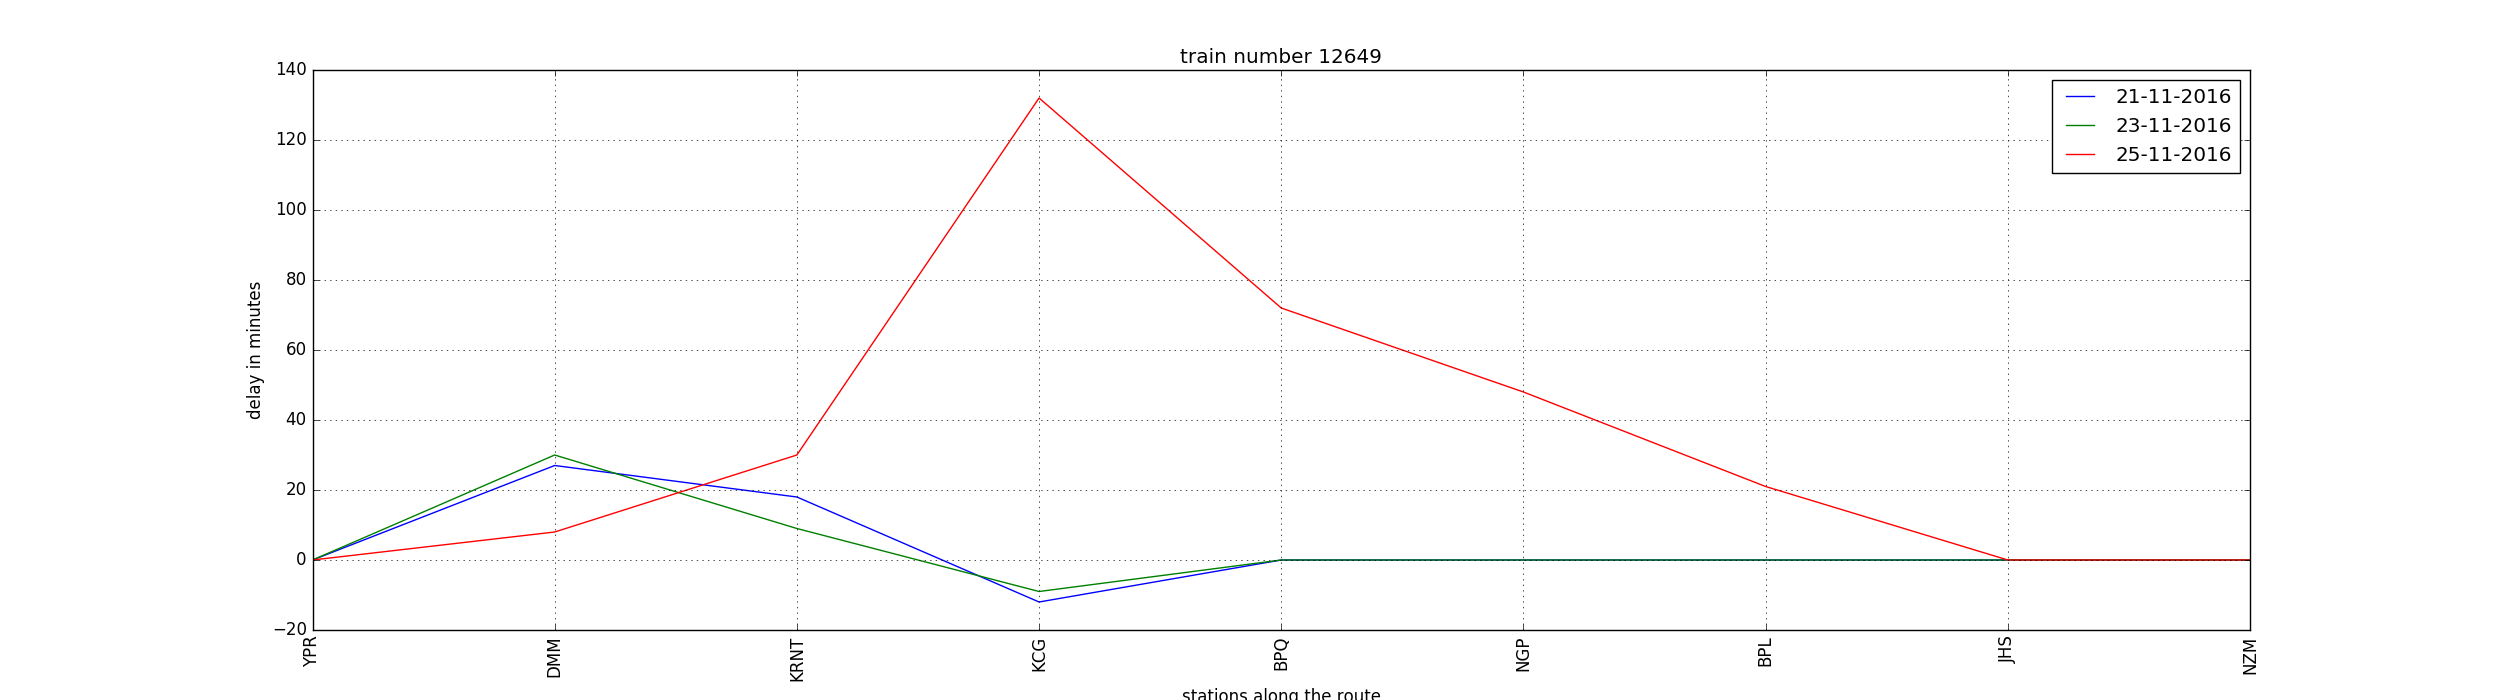 train number 12649
140
120
100
80
60
40
20
0
−20
delay in minutes
21-11-2016
23-11-2016
25-11-2016
YPR
DMM
KRNT
KCG
BPQ
NGP
BPL
JHS
NZM
stations along the route